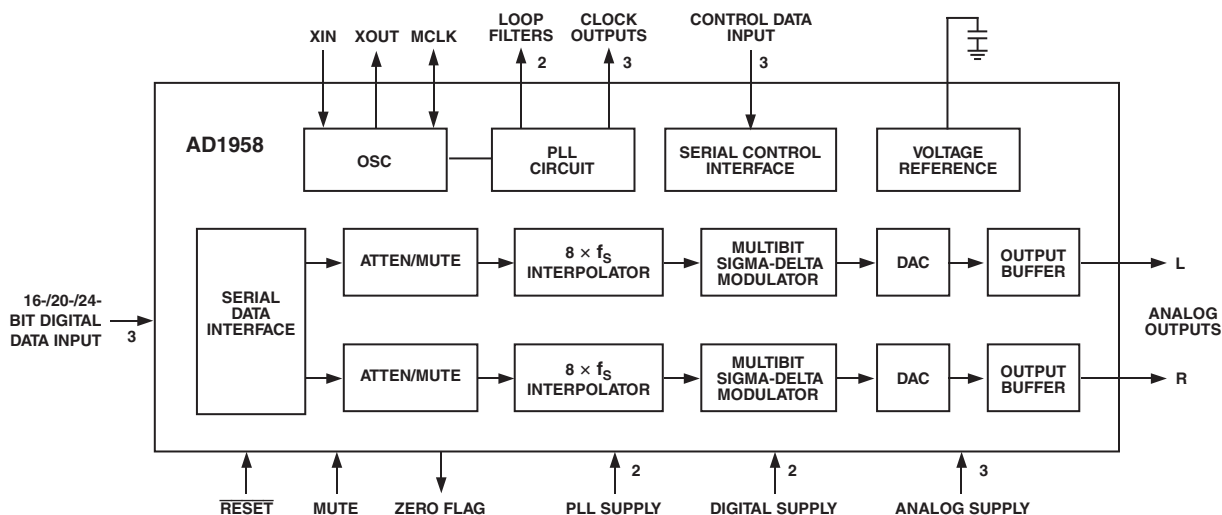 XIN
XOUT
MCLK
LOOP
FILTERS
2
CLOCK
OUTPUTS
3
CONTROL DATA
INPUT
3
AD1958
OSC
PLL
CIRCUIT
SERIAL CONTROL
INTERFACE
VOLTAGE
REFERENCE
16-/20-/24-
BIT DIGITAL
DATA INPUT
3
SERIAL
DATA
INTERFACE
ATTEN/MUTE
8 × fS
INTERPOLATOR
MULTIBIT
SIGMA-DELTA
MODULATOR
DAC
OUTPUT
BUFFER
L
ANALOG
OUTPUTS
ATTEN/MUTE
8 × fS
INTERPOLATOR
MULTIBIT
SIGMA-DELTA
MODULATOR
DAC
OUTPUT
BUFFER
R
RESET
MUTE
ZERO FLAG
2
PLL SUPPLY
2
DIGITAL SUPPLY
3
ANALOG SUPPLY